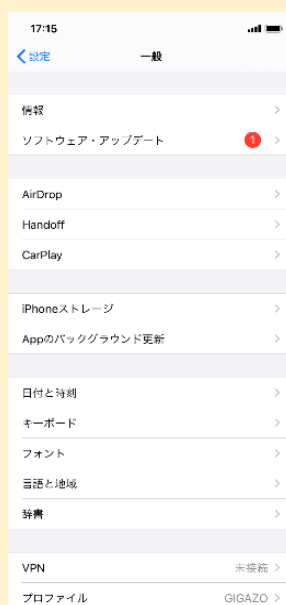 17:15
設定
一般
情報
ソフトウェア・アップデート
1
AirDrop
Handoff
CarPlay
iPhoneストレージ
Appのバックグラウンド更新
日付と時刻
キーボード
フォント
言語と地域
辞書
VPN 未接続
プロファイル GIGAZO